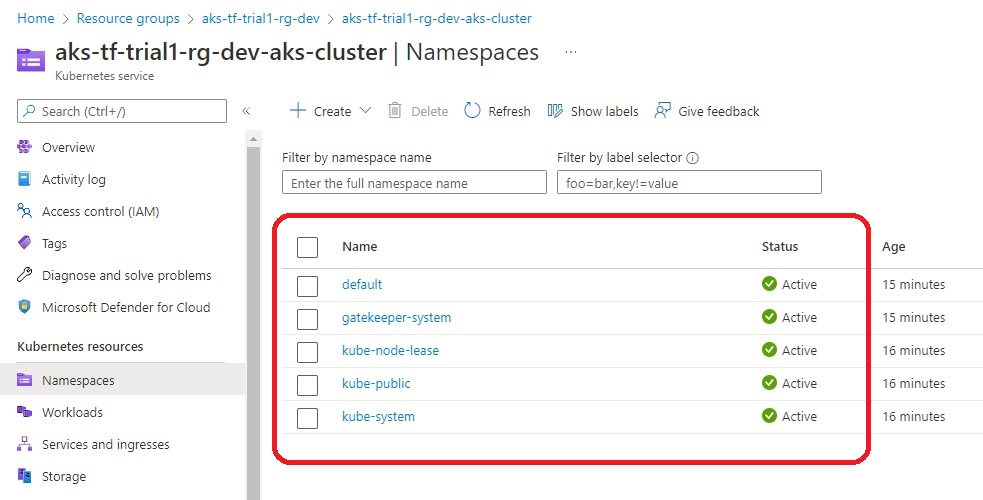 Home > Resource groups > aks-tf-trial1-rg-dev > aks-tf-trial1-rg-dev-aks-cluster
aks-tf-trial1-rg-dev-aks-cluster | Namespaces ...
Kubernetes service
Search (Ctrl+/) «
Create Delete Refresh Show labels Give feedback
Overview
Activity log
Access control (IAM)
Tags
Diagnose and solve problems
Microsoft Defender for Cloud
Kubernetes resources
Namespaces
Workloads
Services and ingresses
Storage
Filter by namespace name Filter by label selector
Enter the full namespace name foo=bar,key!=value
Name Status Age
default Active 15 minutes
gatekeeper-system Active 15 minutes
kube-node-lease Active 16 minutes
kube-public Active 16 minutes
kube-system Active 16 minutes